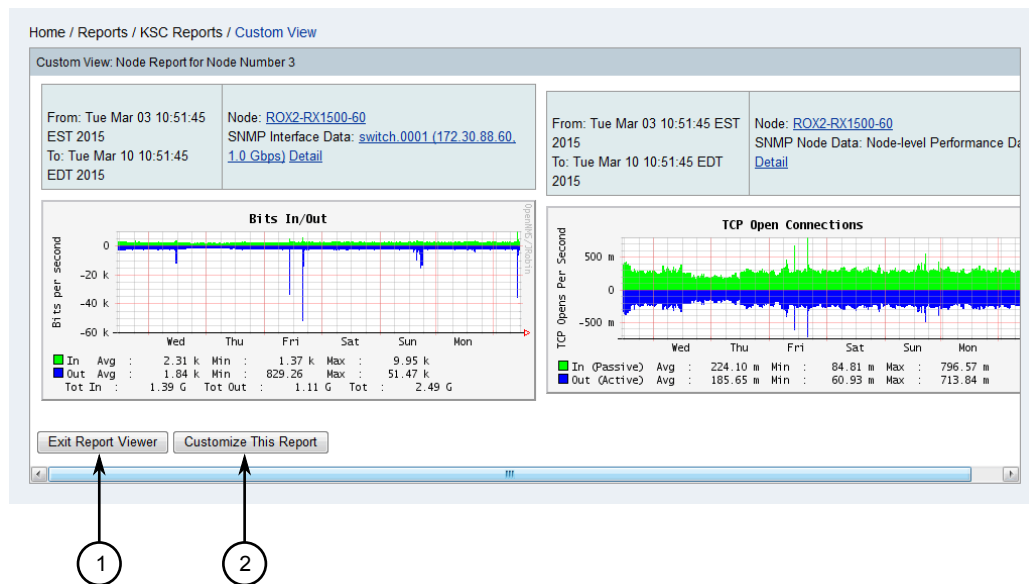 Home / Reports / KSC Reports / Custom View
Custom View: Node Report for Node Number 3
From: Tue Mar 03 10:51:45
EST 2015
To: Tue Mar 10 10:51:45
EDT 2015
Node: ROX2-RX1500-60
SNMP Interface Data: switch.0001 (172.30.88.60,
1.0 Gbps) Detail
From: Tue Mar 03 10:51:45 EST
2015
To: Tue Mar 10 10:51:45 EDT
2015
Node: ROX2-RX1500-60
SNMP Node Data: Node-level Performance Da
Detail
Bits In/Out
OpenNMS/JRobin
Bits per second
0
-20 k
-40 k
-60 k
Wed Thu Fri Sat Sun Mon
In Avg : 2.31 k Min : 1.37 k Max : 9.95 k
Out Avg : 1.84 k Min : 829.26 Max : 51.47 k
Tot In : 1.39 G Tot Out : 1.11 G Tot : 2.49 G
TCP Open Connections
TCP Opens Per Second
500 m
0
-500 m
Wed Thu Fri Sat Sun Mon
In (Passive) Avg : 224.10 m Min : 84.81 m Max : 796.57 m
Out (Active) Avg : 185.65 m Min : 60.93 m Max : 713.84 m
Exit Report Viewer
Customize This Report
1
2